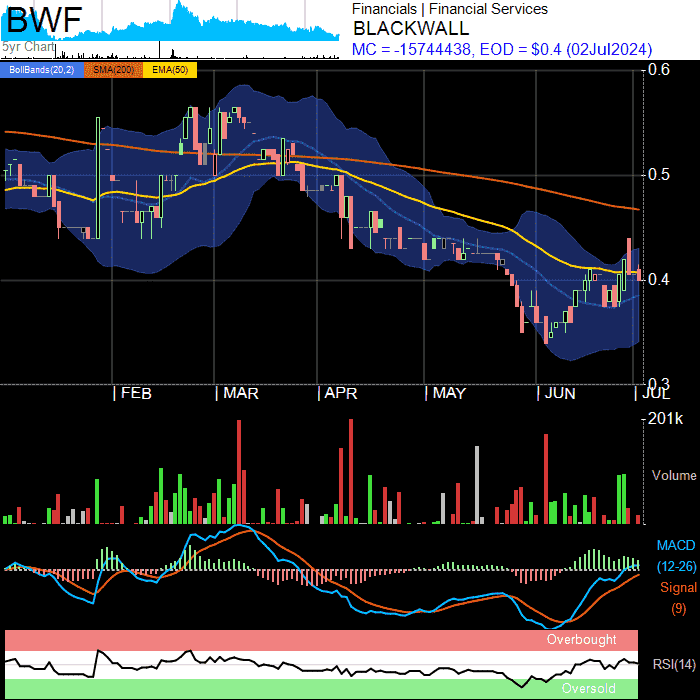 BWF
Financials | Financial Services
BLACKWALL
5yr Chart
MC = -15744438, EOD = $0.4 (02Jul2024)
BollBands(20,2) SMA(200) EMA(50)
0.6
0.5
0.4
0.3
| FEB | MAR | APR | MAY | JUN | JUL
201k
Volume
MACD
(12-26)
Signal
(9)
Overbought
RSI(14)
Oversold